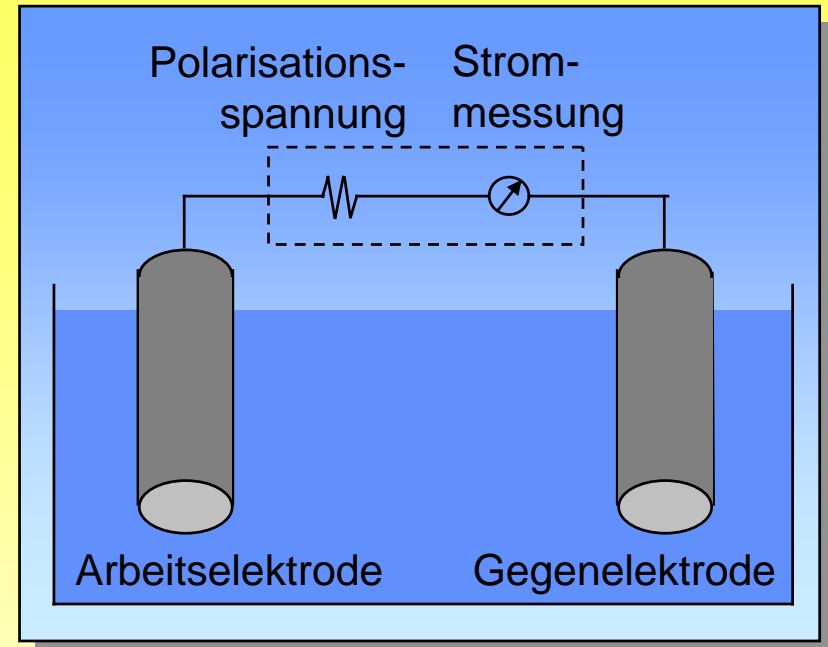 Polarisations-
spannung
Strom-
messung
Arbeitselektrode
Gegenelektrode